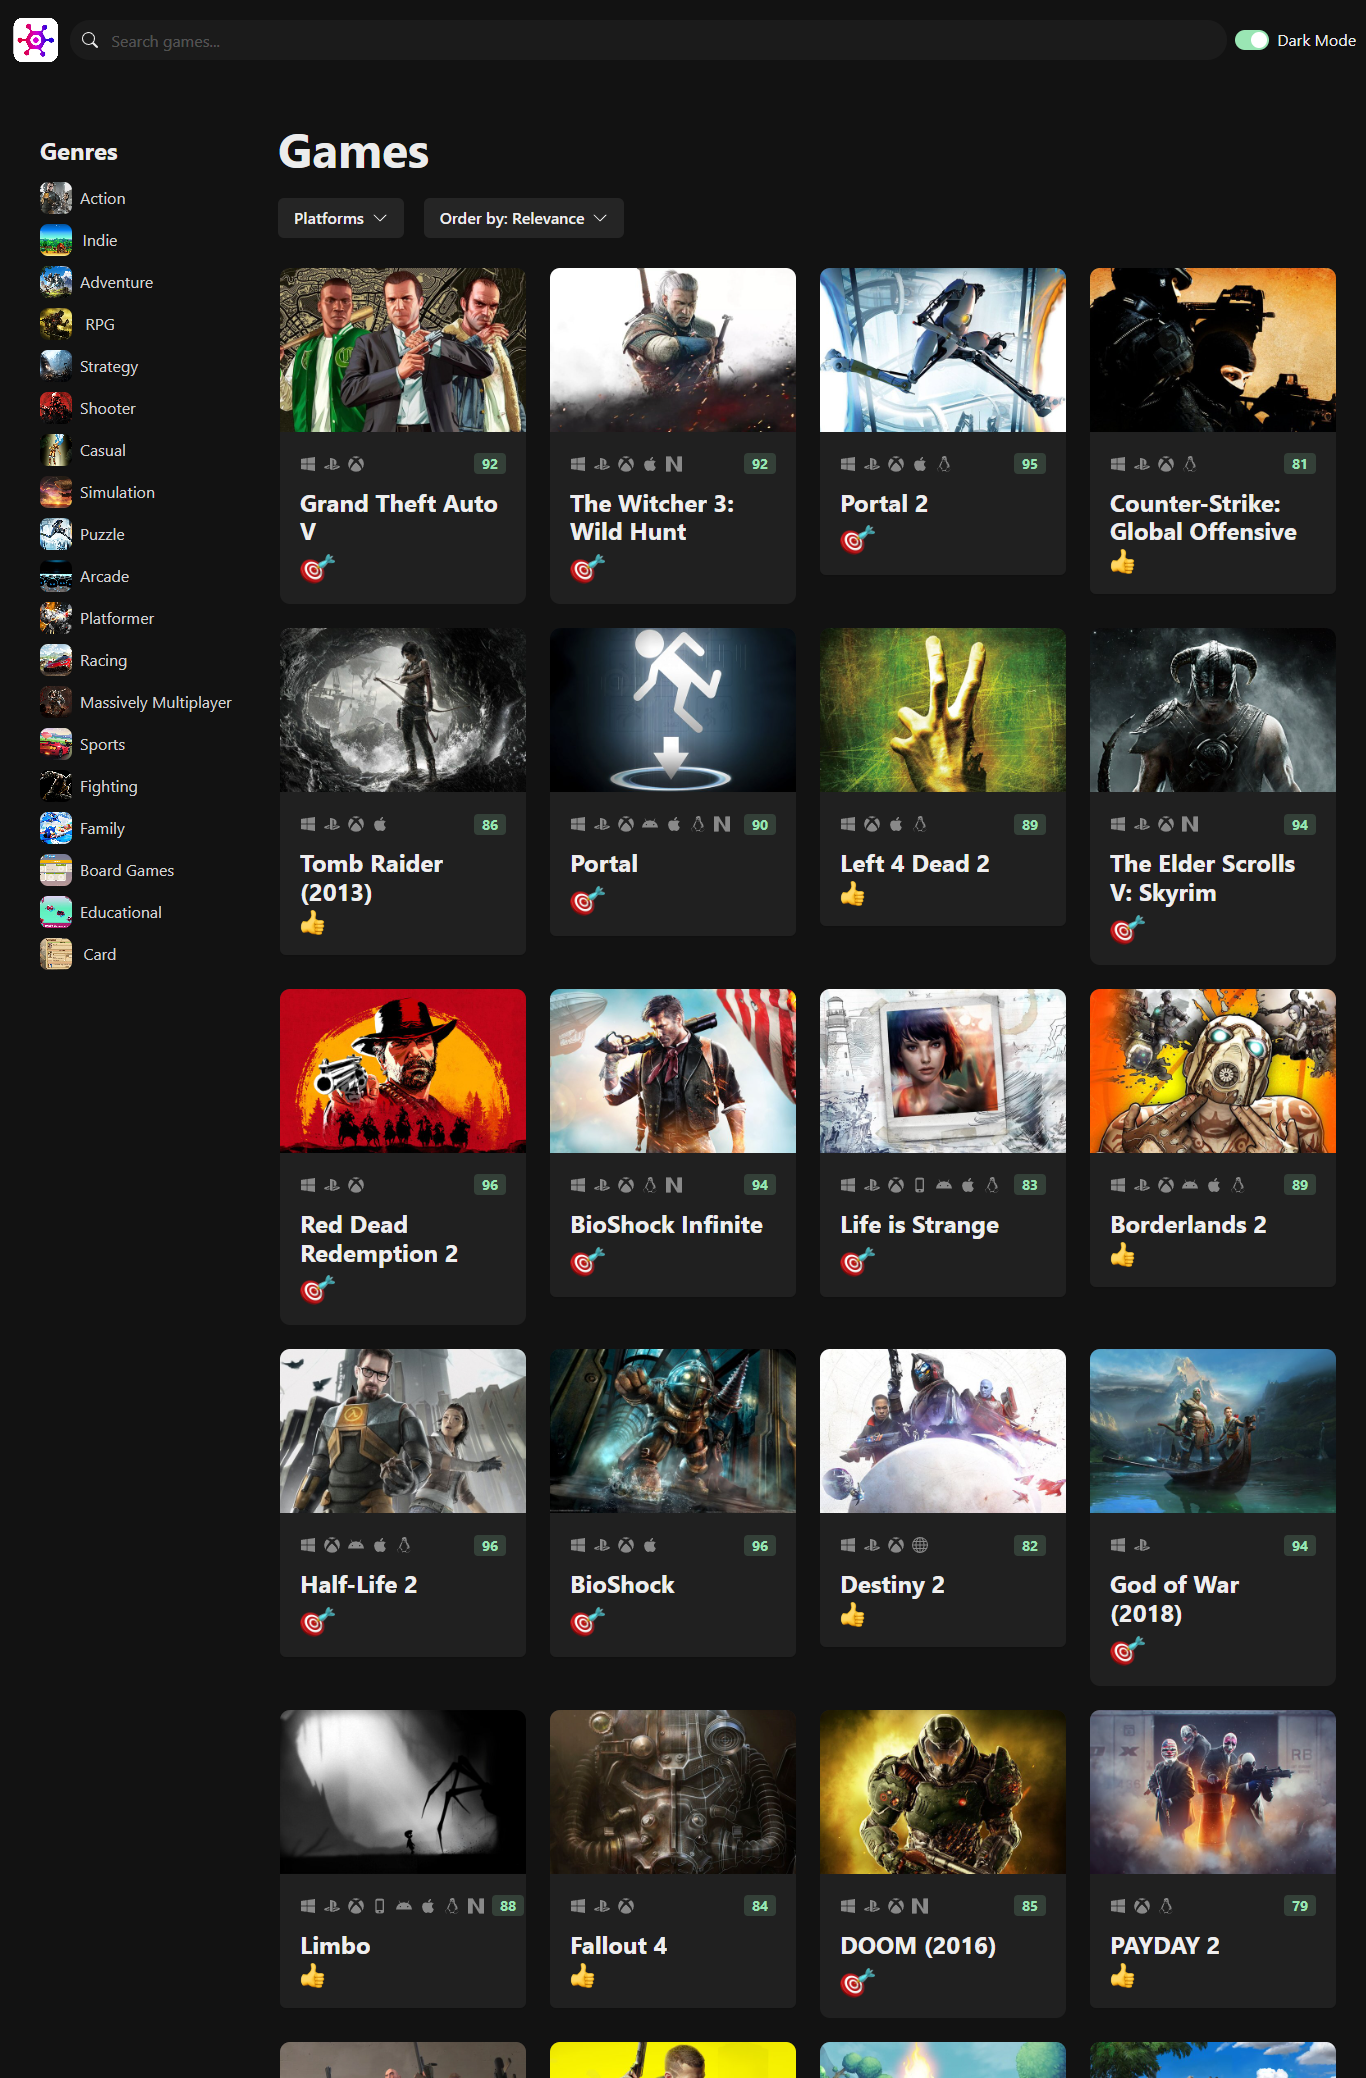 Search games...
Dark Mode
Genres
Action
Indie
Adventure
RPG
Strategy
Shooter
Casual
Simulation
Puzzle
Arcade
Platformer
Racing
Massively Multiplayer
Sports
Fighting
Family
Board Games
Educational
Card
Games
Platforms
Order by: Relevance
92
Grand Theft Auto
V
92
The Witcher 3:
Wild Hunt
95
Portal 2
81
Counter-Strike:
Global Offensive
86
Tomb Raider
(2013)
90
Portal
89
Left 4 Dead 2
94
The Elder Scrolls
V: Skyrim
96
Red Dead
Redemption 2
94
BioShock Infinite
83
Life is Strange
89
Borderlands 2
96
Half-Life 2
96
BioShock
82
Destiny 2
94
God of War
(2018)
88
Limbo
84
Fallout 4
85
DOOM (2016)
79
PAYDAY 2